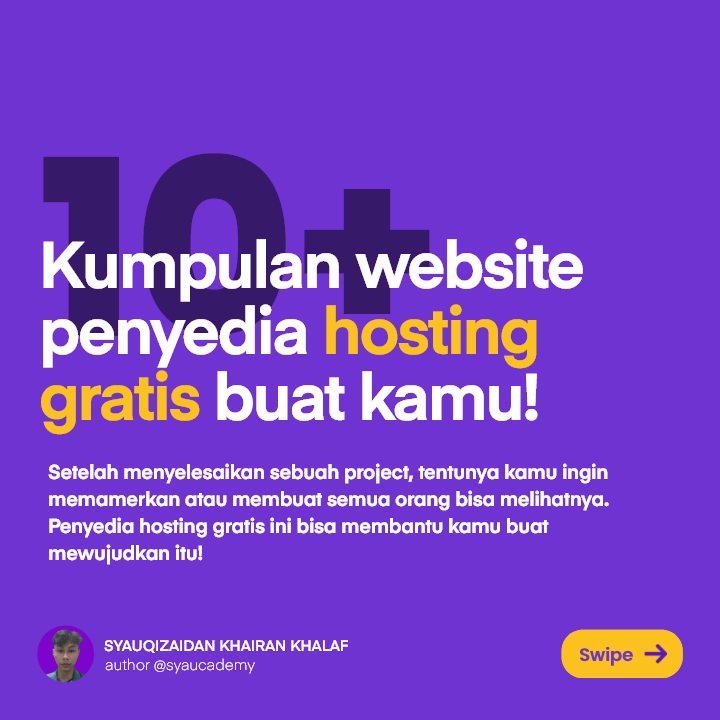 10+
Kumpulan website
penyedia hosting
gratis buat kamu!
Setelah menyelesaikan sebuah project, tentunya kamu ingin
memamerkan atau membuat semua orang bisa melihatnya.
Penyedia hosting gratis ini bisa membantu kamu buat
mewujudkan itu!
SYAUQIZAIDAN KHAIRAN KHALAF
author @syaucademy
Swipe